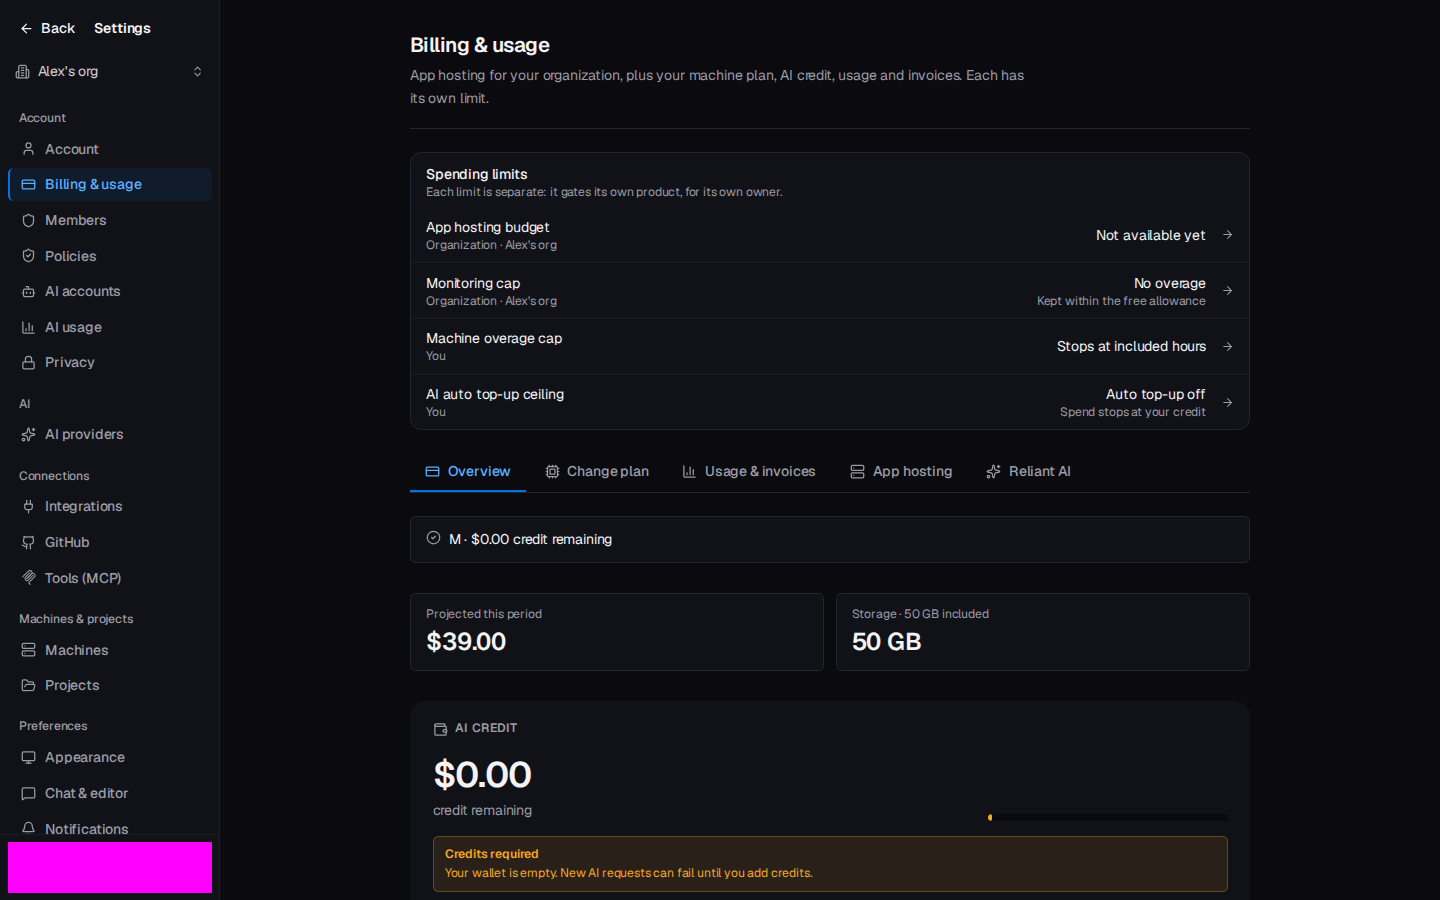 Back Settings
Alex's org
Account
Account
Billing & usage
Members
Policies
AI accounts
AI usage
Privacy
AI
AI providers
Connections
Integrations
GitHub
Tools (MCP)
Machines & projects
Machines
Projects
Preferences
Appearance
Chat & editor
Notifications
Billing & usage
App hosting for your organization, plus your machine plan, AI credit, usage and invoices. Each has
its own limit.
Spending limits
Each limit is separate: it gates its own product, for its own owner.
App hosting budget
Organization · Alex's org
Not available yet
Monitoring cap
Organization · Alex's org
No overage
Kept within the free allowance
Machine overage cap
You
Stops at included hours
AI auto top-up ceiling
You
Auto top-up off
Spend stops at your credit
Overview Change plan Usage & invoices App hosting Reliant AI
M · $0.00 credit remaining
Projected this period
$39.00
Storage · 50 GB included
50 GB
AI CREDIT
$0.00
credit remaining
Credits required
Your wallet is empty. New AI requests can fail until you add credits.